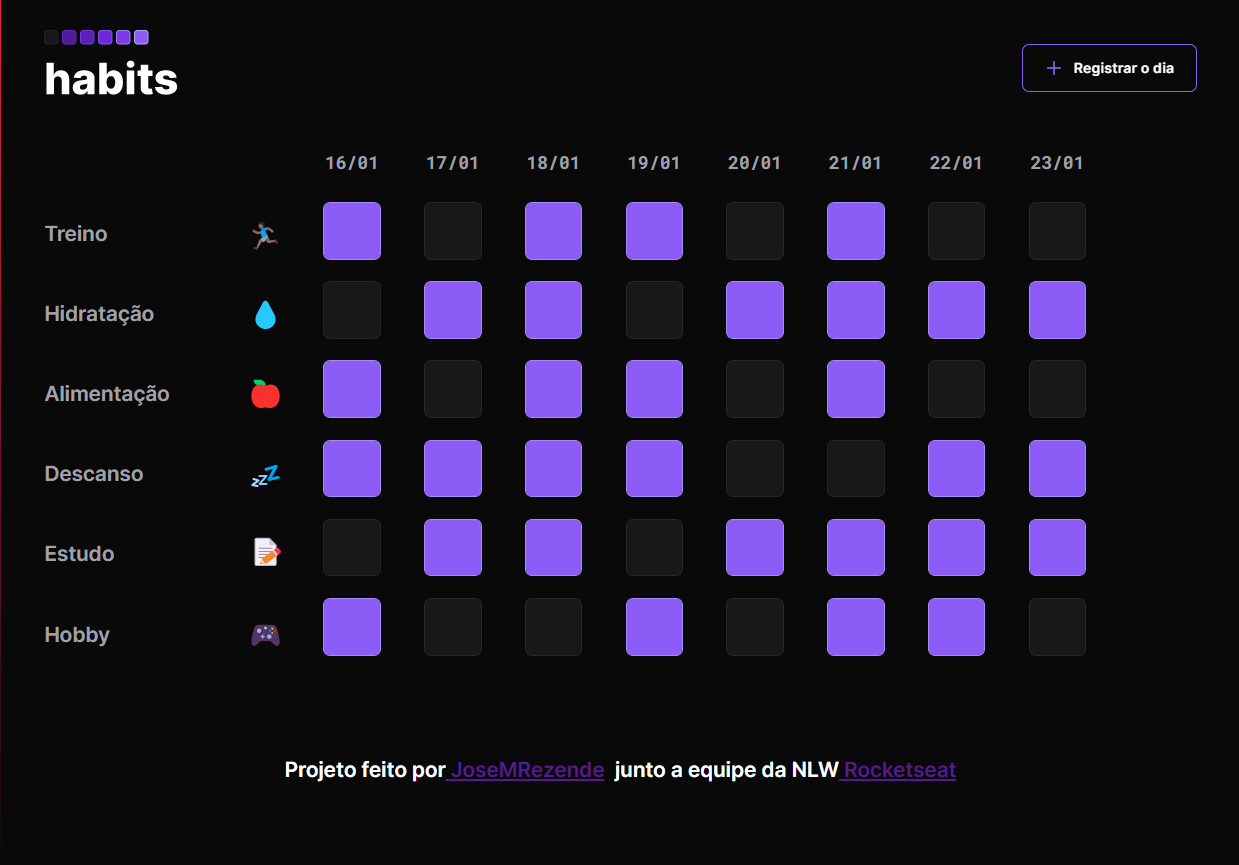 habits
Registrar o dia
16/01 17/01 18/01 19/01 20/01 21/01 22/01 23/01
Treino
Hidratação
Alimentação
Descanso
Estudo
Hobby
Projeto feito por JoseMRezende junto a equipe da NLW Rocketseat